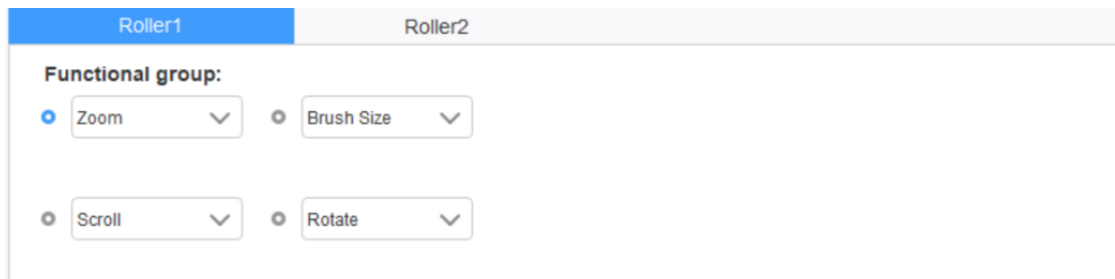 Roller1 Roller2
Functional group:
Zoom Brush Size
Scroll Rotate